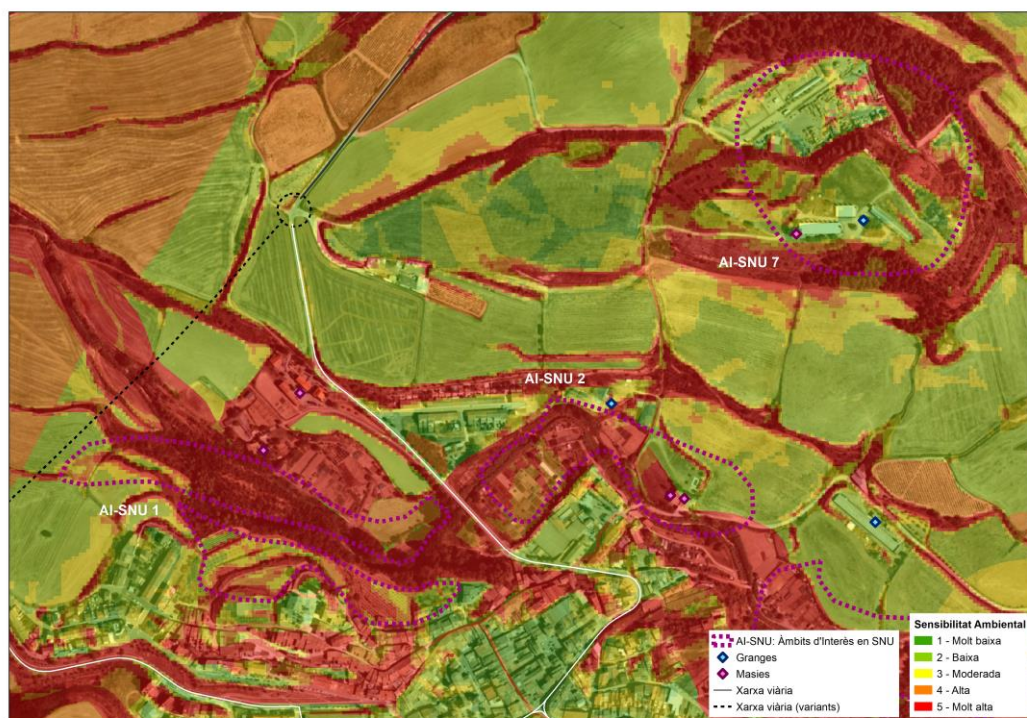 AI-SNU 7
AI-SNU 2
AI-SNU 1
AI-SNU: Àmbits d'Interès en SNU
Granges
Masies
Xarxa viària
Xarxa viària (variants)
Sensibilitat Ambiental
1 - Molt baixa
2 - Baixa
3 - Moderada
4 - Alta
5 - Molt alta